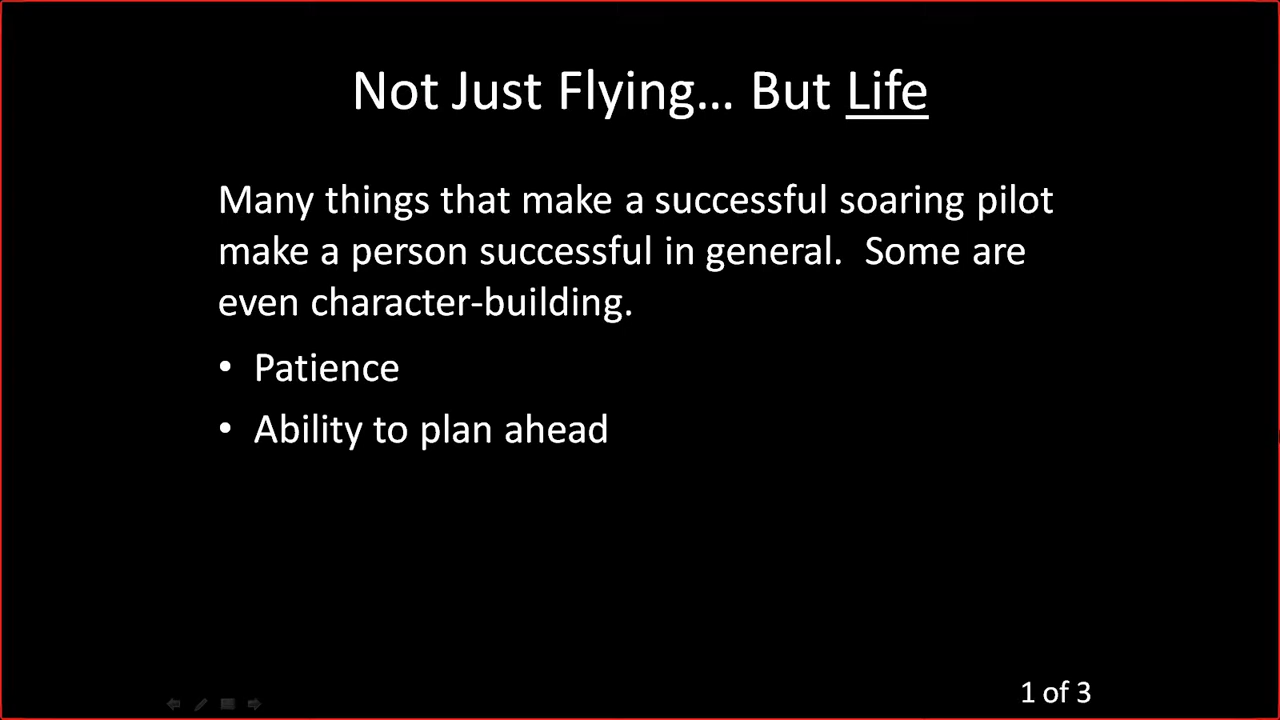 Not Just Flying… But Life
Many things that make a successful soaring pilot
make a person successful in general.  Some are
even character-building.
• Patience
• Ability to plan ahead
1 of 3